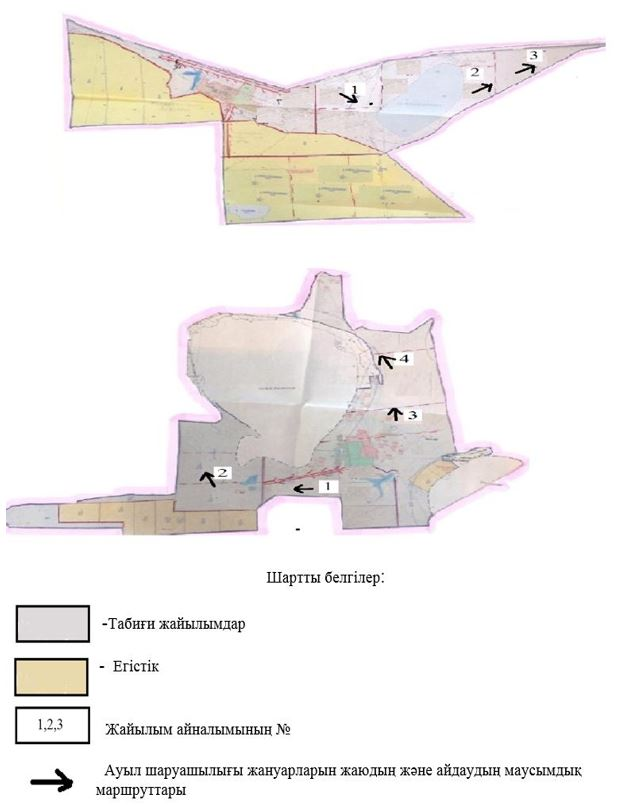 1
2
3
4
3
2
1
Шартты белгілер:
-Табиғи жайылымдар
- Егістік
1,2,3
Жайылым айналымының №
Ауыл шаруашылығы жануарларын жаюдың және айдаудың маусымдық
маршруттары